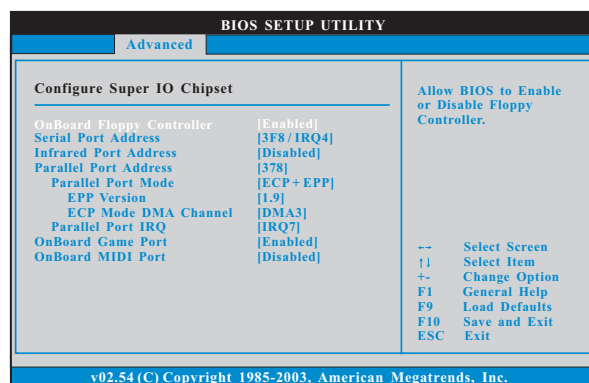 BIOS SETUP UTILITY
Advanced
Configure Super IO Chipset
OnBoard Floppy Controller [Enabled]
Serial Port Address [3F8 / IRQ4]
Infrared Port Address [Disabled]
Parallel Port Address [378]
Parallel Port Mode [ECP + EPP]
EPP Version [1.9]
ECP Mode DMA Channel [DMA3]
Parallel Port IRQ [IRQ7]
OnBoard Game Port [Enabled]
OnBoard MIDI Port [Disabled]
Allow BIOS to Enable
or Disable Floppy
Controller.
←→ Select Screen
↑↓ Select Item
+- Change Option
F1 General Help
F9 Load Defaults
F10 Save and Exit
ESC Exit
v02.54 (C) Copyright 1985-2003, American Megatrends, Inc.